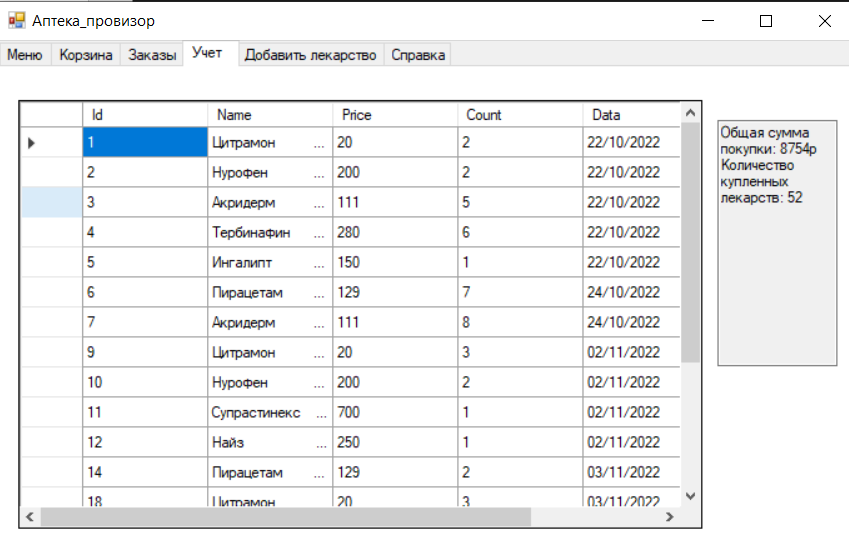 Аптека_провизор
Меню Корзина Заказы Учет Добавить лекарство Справка
Id Name Price Count Data
1 Цитрамон ... 20 2 22/10/2022
2 Нурофен ... 200 2 22/10/2022
3 Акридерм ... 111 5 22/10/2022
4 Тербинафин ... 280 6 22/10/2022
5 Ингалипт ... 150 1 22/10/2022
6 Пирацетам ... 129 7 24/10/2022
7 Акридерм ... 111 8 24/10/2022
9 Цитрамон ... 20 3 02/11/2022
10 Нурофен ... 200 2 02/11/2022
11 Супрастинекс ... 700 1 02/11/2022
12 Найз ... 250 1 02/11/2022
14 Пирацетам ... 129 2 03/11/2022
18 Цитрамон ... 20 3 03/11/2022
Общая сумма
покупки: 8754р
Количество
купленных
лекарств: 52